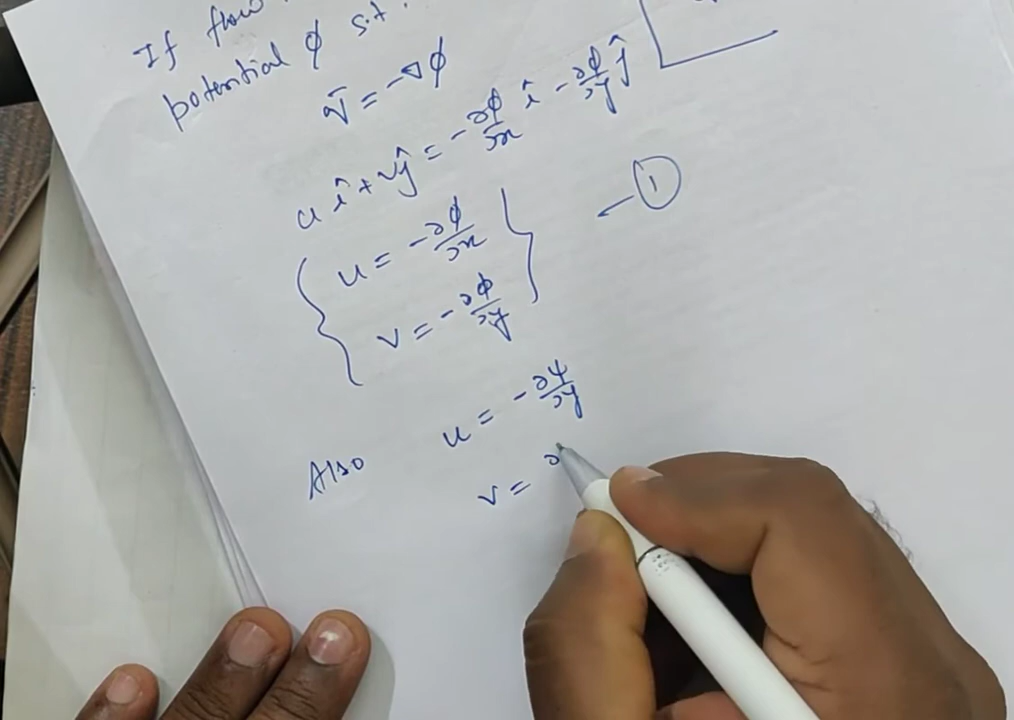 If flow
potential ϕ s.t.
v̄ = -∇ϕ
u î + v ĵ = -∂ϕ/∂x î - ∂ϕ/∂y ĵ
u = -∂ϕ/∂x
v = -∂ϕ/∂y
— ①
Also u = -∂ψ/∂y
v = ∂